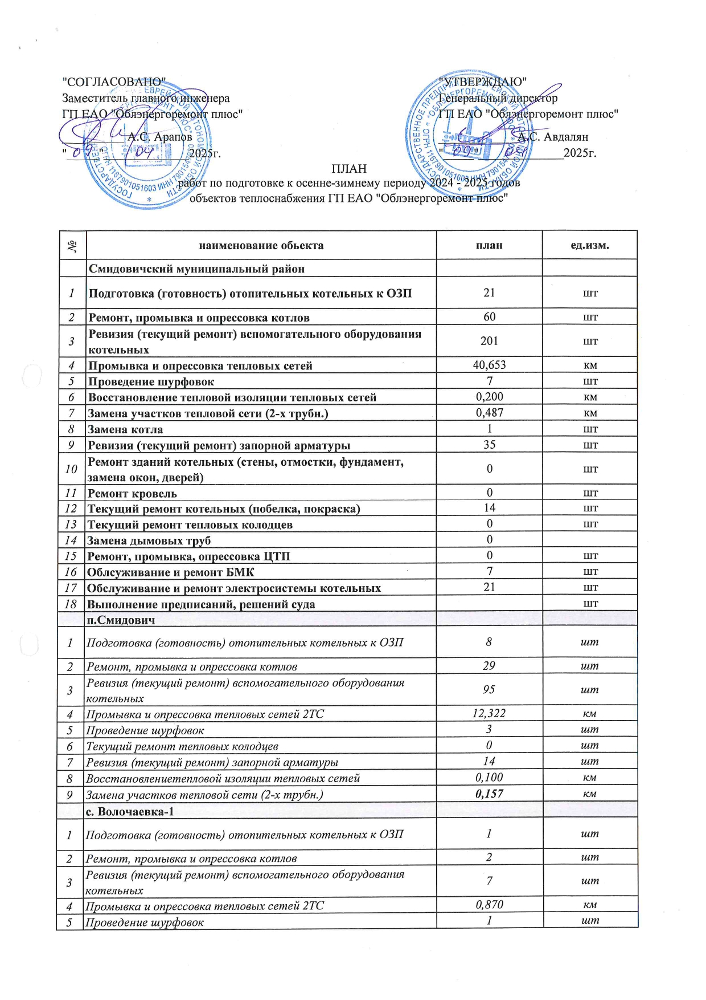 "СОГЛАСОВАНО"
Заместитель главного инженера
ГП ЕАО "Облэнергоремонт плюс"
А.С. Арапов
"09" 04 2025г.
"УТВЕРЖДАЮ"
Генеральный директор
ГП ЕАО "Облэнергоремонт плюс"
А.С. Авдалян
"09" 04 2025г.
ПЛАН
работ по подготовке к осенне-зимнему периоду 2024 - 2025 годов
объектов теплоснабжения ГП ЕАО "Облэнергоремонт плюс"
№ наименование обьекта план ед.изм.
Смидовичский муниципальный район
1 Подготовка (готовность) отопительных котельных к ОЗП 21 шт
2 Ремонт, промывка и опрессовка котлов 60 шт
3 Ревизия (текущий ремонт) вспомогательного оборудования
котельных 201 шт
4 Промывка и опрессовка тепловых сетей 40,653 км
5 Проведение шурфовок 7 шт
6 Восстановление тепловой изоляции тепловых сетей 0,200 км
7 Замена участков тепловой сети (2-х трубн.) 0,487 км
8 Замена котла 1 шт
9 Ревизия (текущий ремонт) запорной арматуры 35 шт
10 Ремонт зданий котельных (стены, отмостки, фундамент,
замена окон, дверей) 0 шт
11 Ремонт кровель 0 шт
12 Текущий ремонт котельных (побелка, покраска) 14 шт
13 Текущий ремонт тепловых колодцев 0 шт
14 Замена дымовых труб 0
15 Ремонт, промывка, опрессовка ЦТП 0 шт
16 Облсуживание и ремонт БМК 7 шт
17 Обслуживание и ремонт электросистемы котельных 21 шт
18 Выполнение предписаний, решений суда шт
п.Смидович
1 Подготовка (готовность) отопительных котельных к ОЗП 8 шт
2 Ремонт, промывка и опрессовка котлов 29 шт
3 Ревизия (текущий ремонт) вспомогательного оборудования
котельных 95 шт
4 Промывка и опрессовка тепловых сетей 2ТС 12,322 км
5 Проведение шурфовок 3 шт
6 Текущий ремонт тепловых колодцев 0 шт
7 Ревизия (текущий ремонт) запорной арматуры 14 шт
8 Восстановлениетепловой изоляции тепловых сетей 0,100 км
9 Замена участков тепловой сети (2-х трубн.) 0,157 км
с. Волочаевка-1
1 Подготовка (готовность) отопительных котельных к ОЗП 1 шт
2 Ремонт, промывка и опрессовка котлов 2 шт
3 Ревизия (текущий ремонт) вспомогательного оборудования
котельных 7 шт
4 Промывка и опрессовка тепловых сетей 2ТС 0,870 км
5 Проведение шурфовок 1 шт